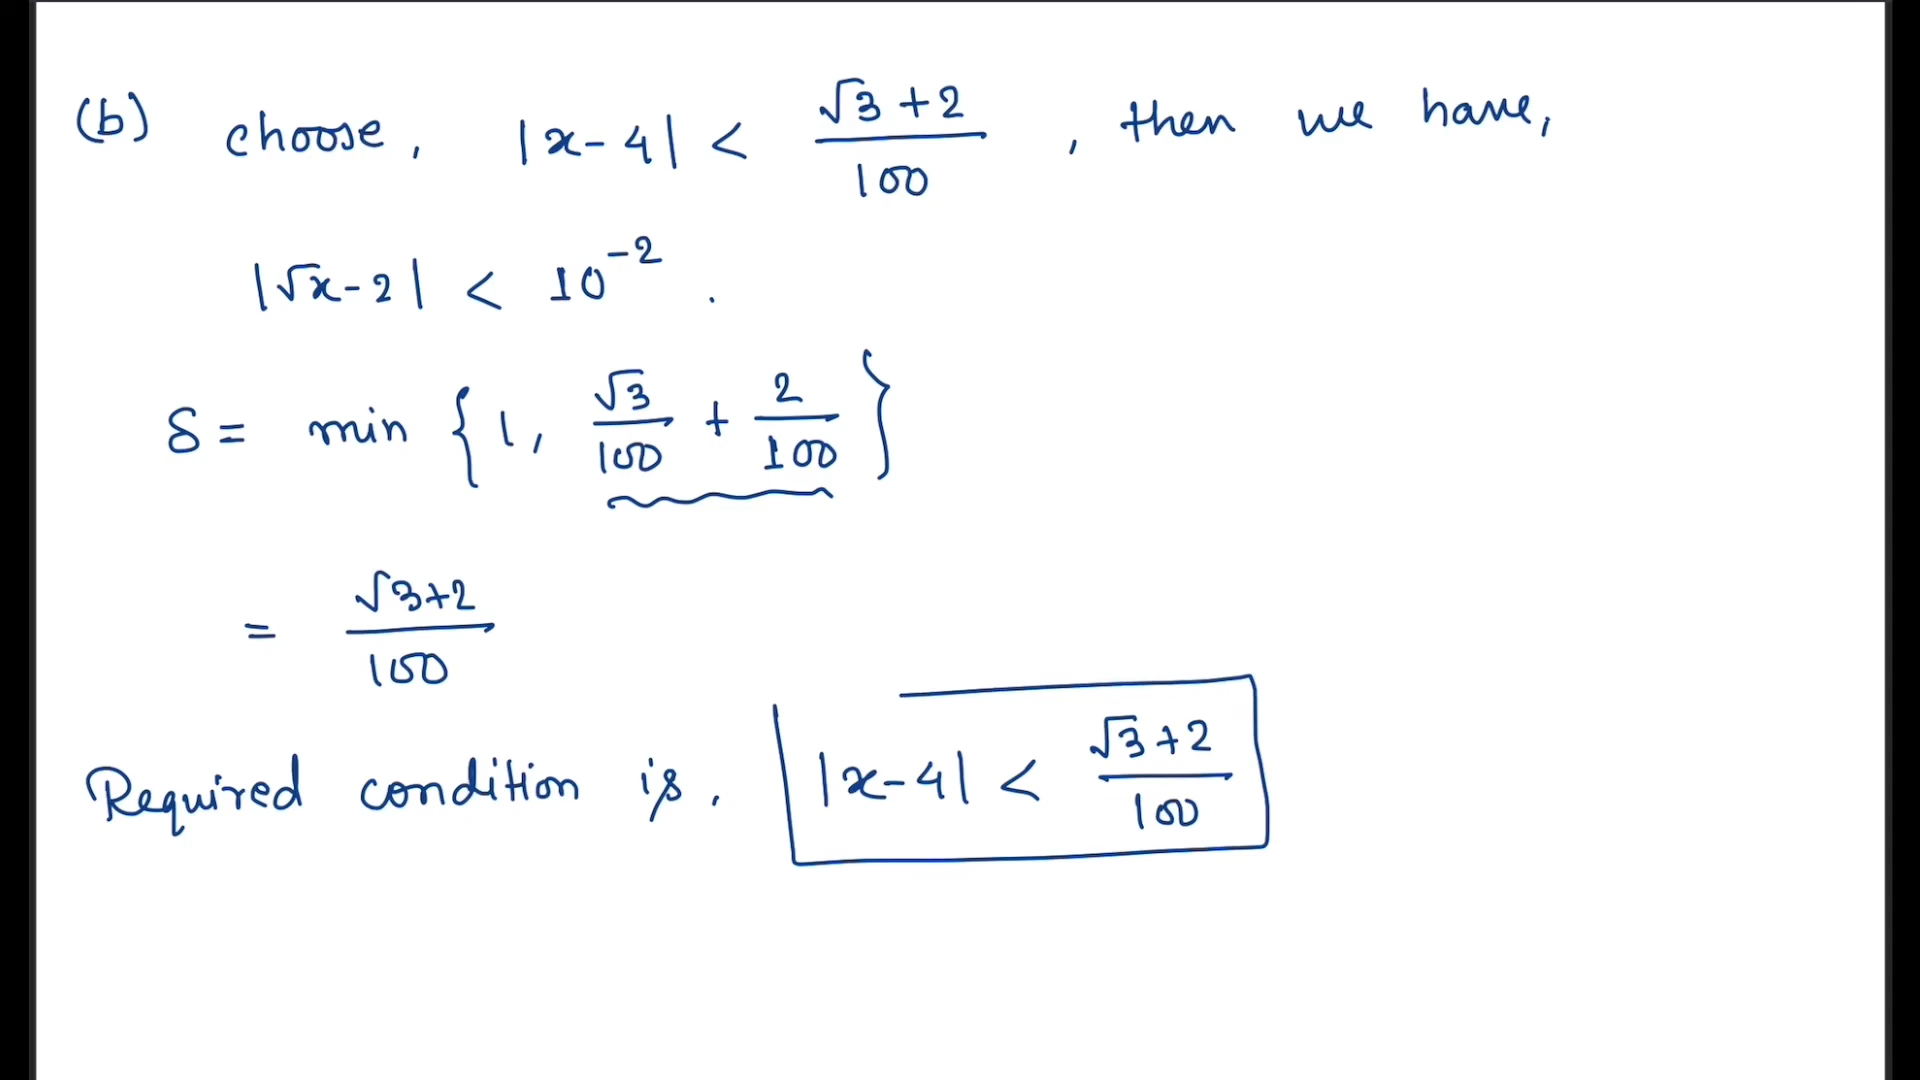 (b) choose, |x-4| < (√3+2)/100, then we have,
|√x-2| < 10^-2.
δ = min {1, √3/100 + 2/100}
= (√3+2)/100
Required condition is, |x-4| < (√3+2)/100